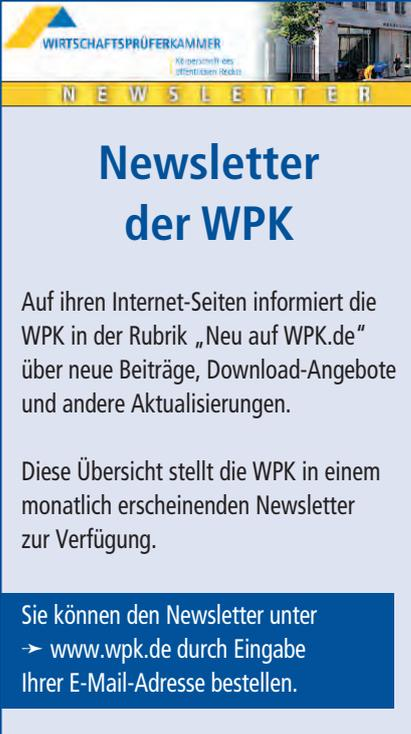 WIRTSCHAFTSPRÜFERKAMMER
Körperschaft des
öffentlichen Rechts
NEWSLETTER
Newsletter
der WPK
Auf ihren Internet-Seiten informiert die
WPK in der Rubrik „Neu auf WPK.de“
über neue Beiträge, Download-Angebote
und andere Aktualisierungen.
Diese Übersicht stellt die WPK in einem
monatlich erscheinenden Newsletter
zur Verfügung.
Sie können den Newsletter unter
➛ www.wpk.de durch Eingabe
Ihrer E-Mail-Adresse bestellen.